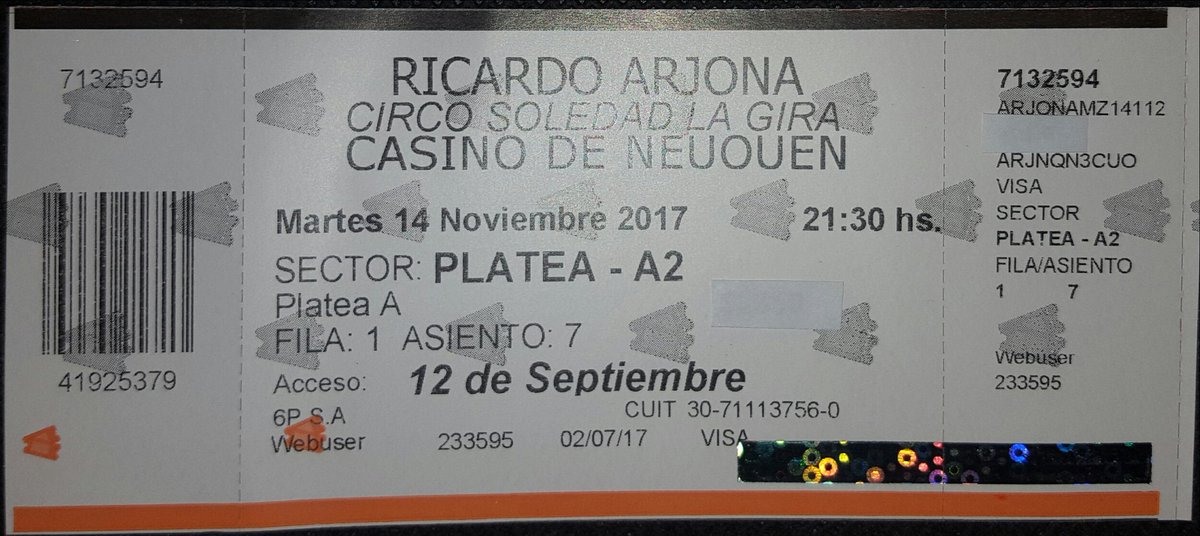 7132594
41925379
RICARDO ARJONA
CIRCO SOLEDAD LA GIRA
CASINO DE NEUQUEN
Martes 14 Noviembre 2017 21:30 hs.
SECTOR: PLATEA - A2
Platea A
FILA: 1 ASIENTO: 7
Acceso: 12 de Septiembre
6P S.A CUIT 30-71113756-0
Webuser 233595 02/07/17 VISA
7132594
ARJONAMZ14112
ARJNQN3CUO
VISA
SECTOR
PLATEA - A2
FILA/ASIENTO
1 7
Webuser
233595